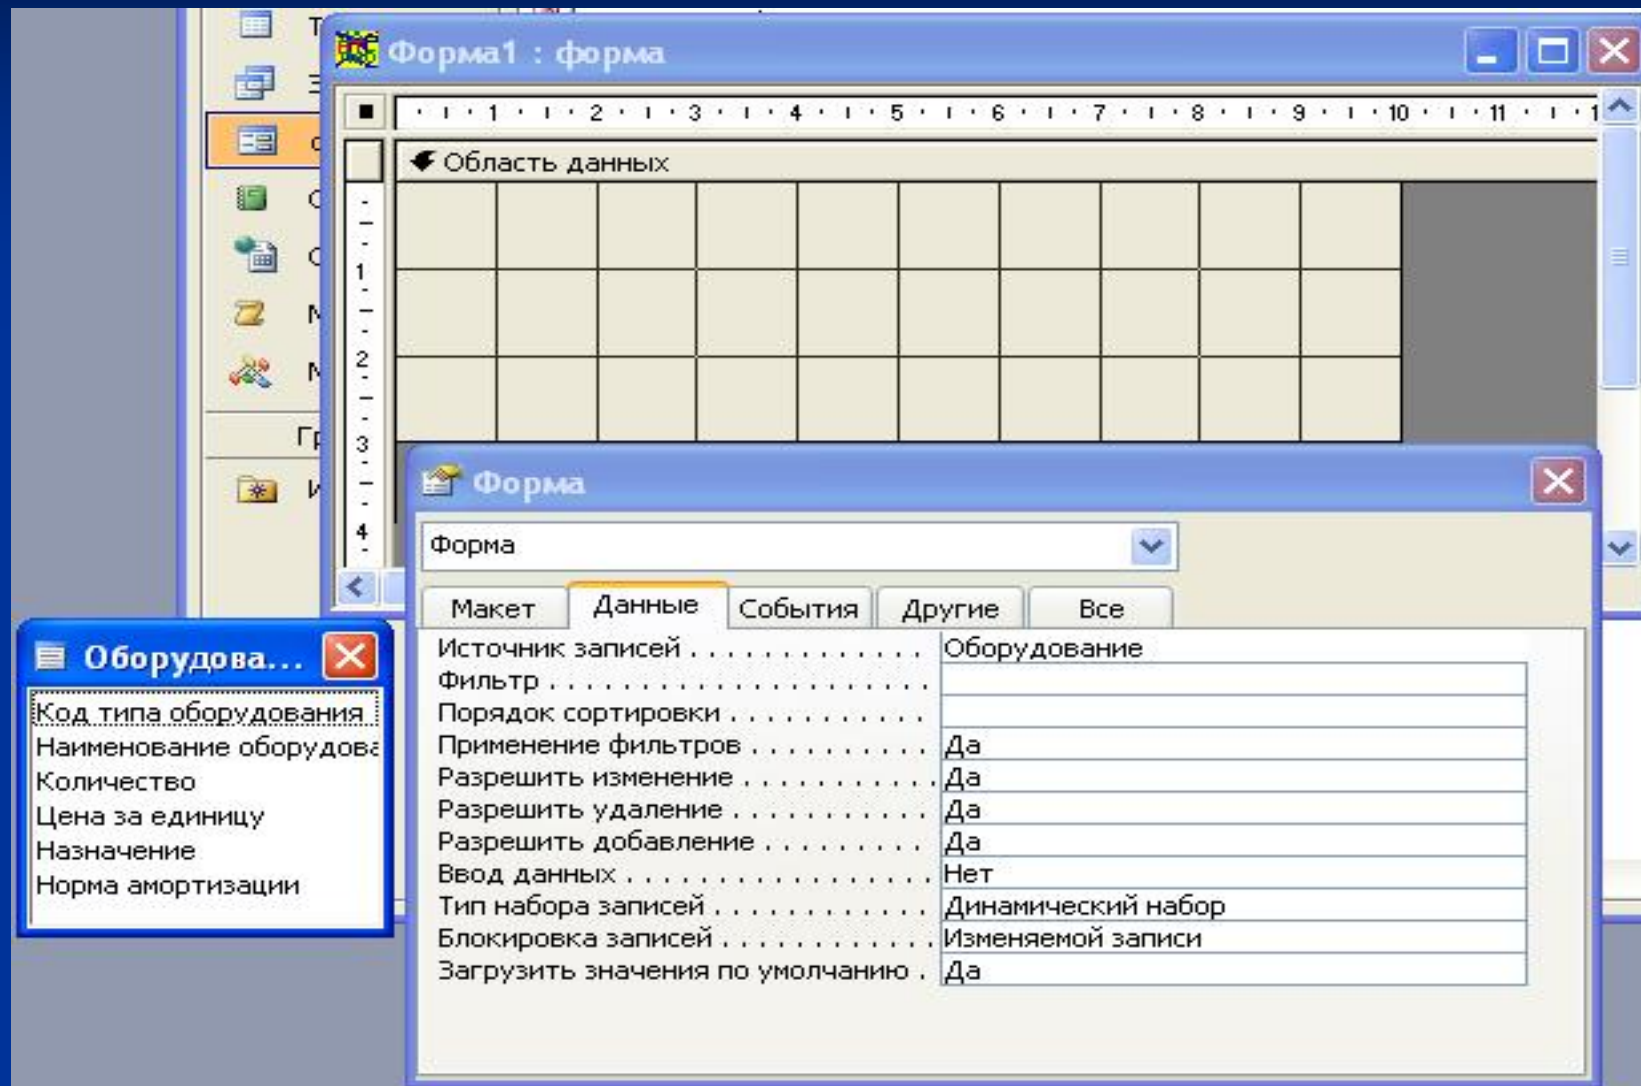 Форма1 : форма
1 2 3 4 5 6 7 8 9 10 11
Область данных
1
2
3
4
Форма
Форма
Макет Данные События Другие Все
Источник записей . . . . . . . . . . . . . Оборудование
Фильтр . . . . . . . . . . . . . . . . . . . . . .
Порядок сортировки . . . . . . . . . . .
Применение фильтров . . . . . . . . . . Да
Разрешить изменение . . . . . . . . . . . Да
Разрешить удаление . . . . . . . . . . . Да
Разрешить добавление . . . . . . . . . Да
Ввод данных . . . . . . . . . . . . . . . . . Нет
Тип набора записей . . . . . . . . . . . . Динамический набор
Блокировка записей . . . . . . . . . . . . Изменяемой записи
Загрузить значения по умолчанию . Да
Оборудова...
Код типа оборудования
Наименование оборудова
Количество
Цена за единицу
Назначение
Норма амортизации